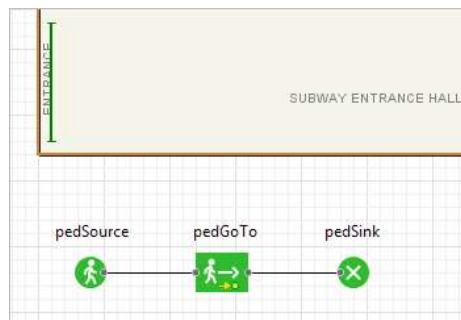 ENTRANCE
SUBWAY ENTRANCE HALL
pedSource
pedGoTo
pedSink